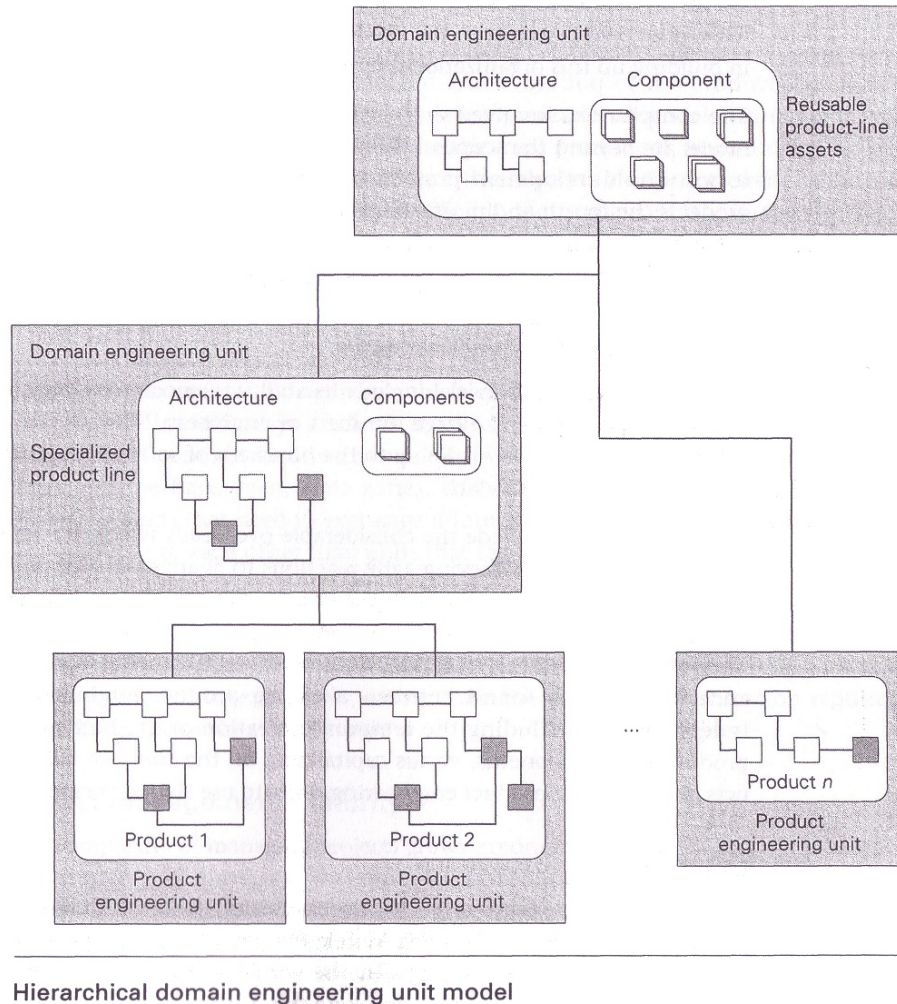 Domain engineering unit
Architecture
Component
Reusable
product-line
assets
Domain engineering unit
Architecture
Components
Specialized
product line
Product 1
Product
engineering unit
Product 2
Product
engineering unit
...
Product n
Product
engineering unit
Hierarchical domain engineering unit model